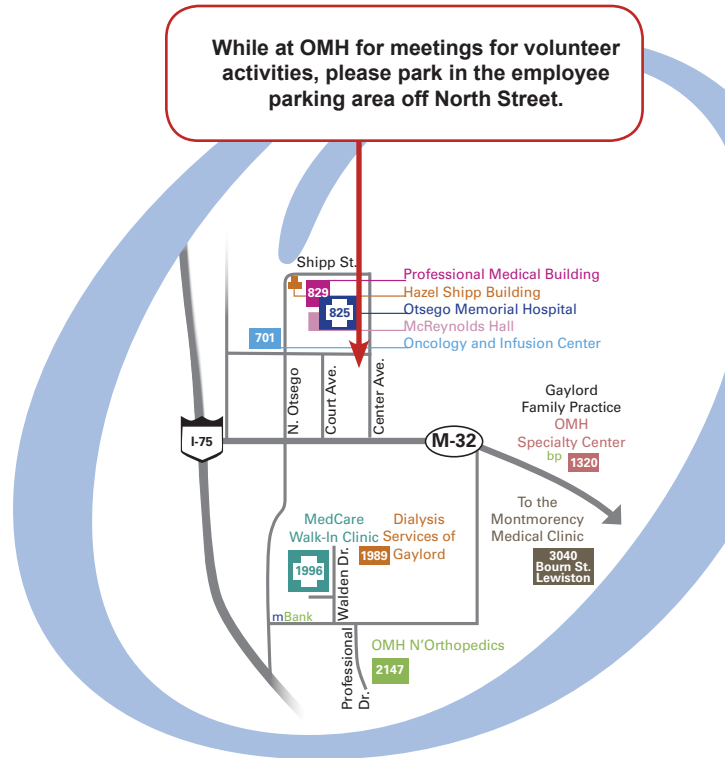 While at OMH for meetings for volunteer
activities, please park in the employee
parking area off North Street.
Shipp St.
Professional Medical Building
829
Hazel Shipp Building
825
Otsego Memorial Hospital
McReynolds Hall
701
Oncology and Infusion Center
N. Otsego
Court Ave.
Center Ave.
I-75
M-32
Gaylord
Family Practice
OMH
Specialty Center
bp
1320
To the
Montmorency
Medical Clinic
3040
Bourn St.
Lewiston
MedCare
Walk-In Clinic
1996
Dialysis
Services of
Gaylord
1989
Walden Dr.
mBank
Professional
Dr.
OMH N'Orthopedics
2147